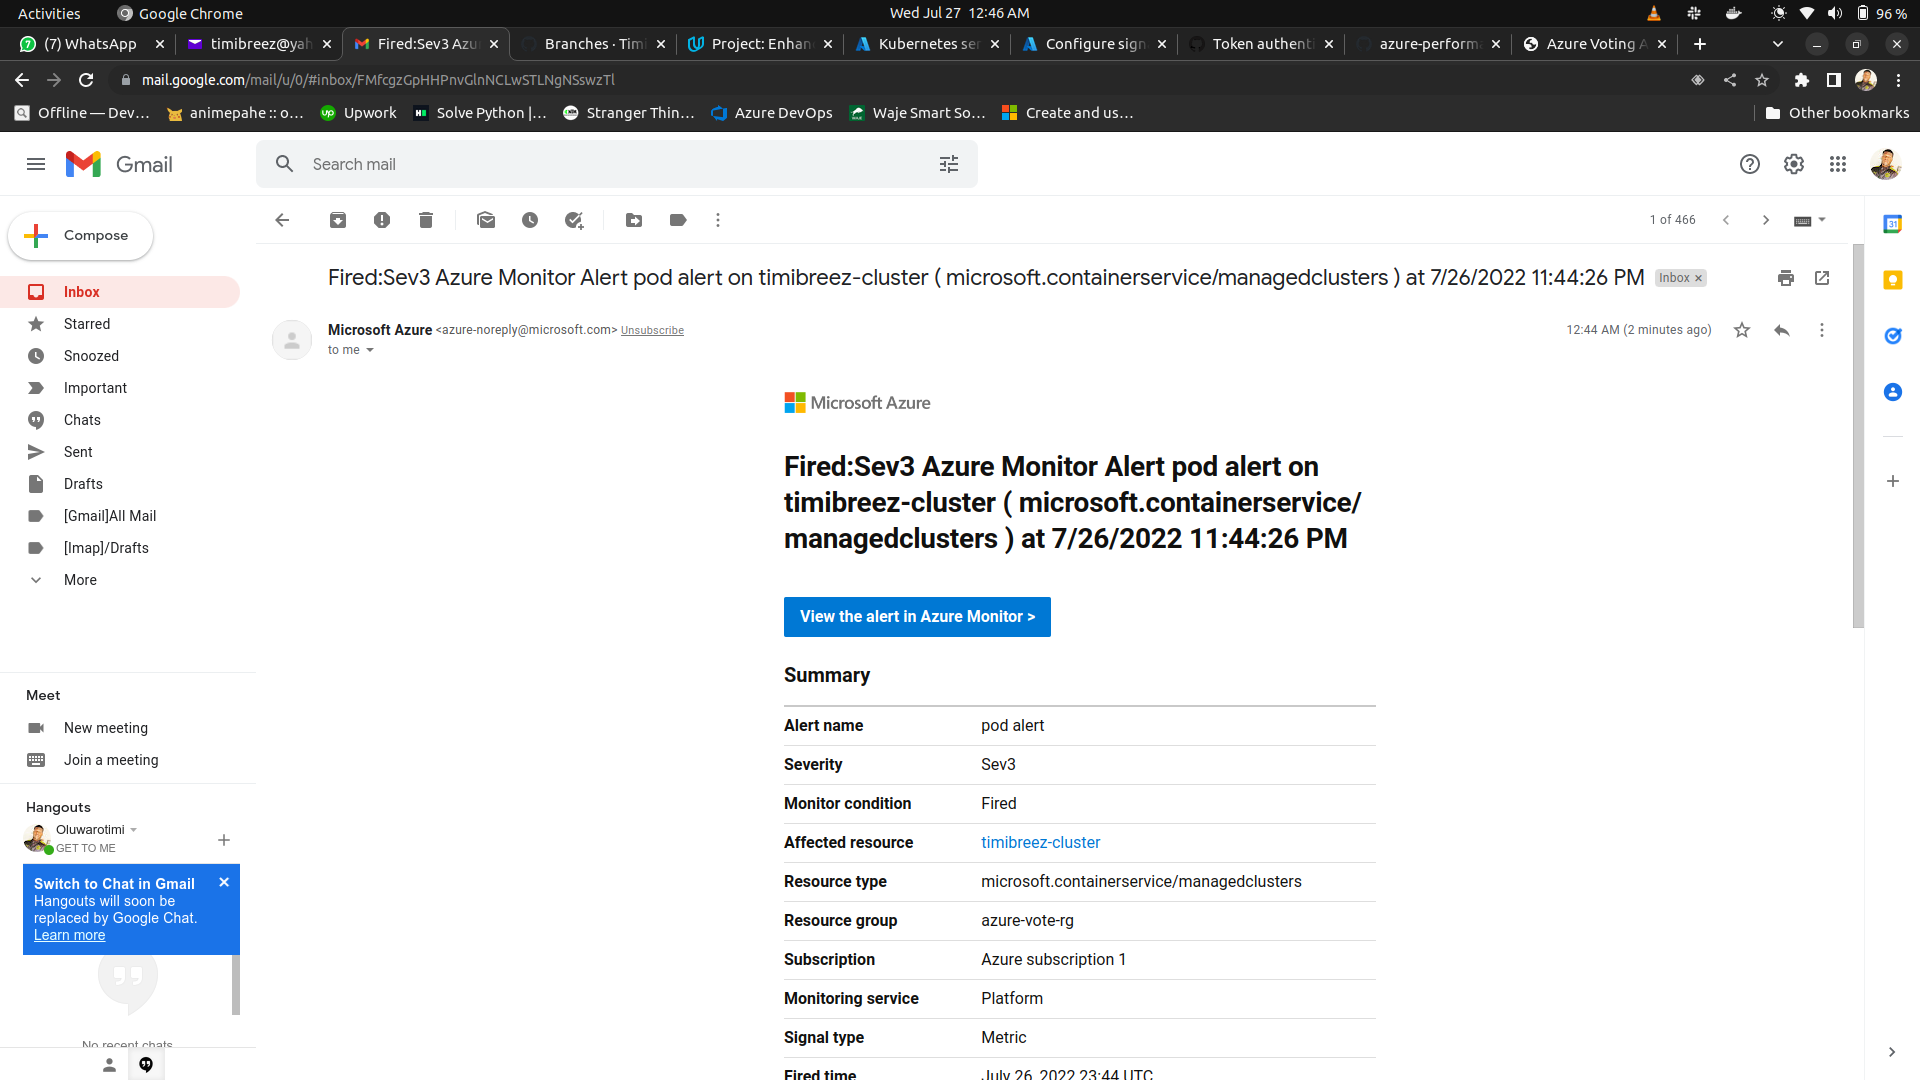 Activities
Google Chrome
Wed Jul 27 12:46 AM
96 %
(7) WhatsApp
timibreez@yah
Fired:Sev3 Azu
Branches · Tim
Project: Enhan
Kubernetes se
Configure sign
Token authent
azure-perform
Azure Voting A
mail.google.com/mail/u/0/#inbox/FMfcgzGpHHPnvGlnNCLwSTLNgNSswzTl
Offline — Dev…
animepahe :: o…
Upwork
Solve Python |…
Stranger Thin…
Azure DevOps
Waje Smart So…
Create and us…
Other bookmarks
Gmail
Search mail
Compose
1 of 466
Inbox
Starred
Snoozed
Important
Chats
Sent
Drafts
[Gmail]All Mail
[Imap]/Drafts
More
Meet
New meeting
Join a meeting
Hangouts
Oluwarotimi
GET TO ME
Switch to Chat in Gmail
Hangouts will soon be
replaced by Google Chat.
Learn more
No recent chats
Fired:Sev3 Azure Monitor Alert pod alert on timibreez-cluster ( microsoft.containerservice/managedclusters ) at 7/26/2022 11:44:26 PM
Inbox
Microsoft Azure <azure-noreply@microsoft.com> Unsubscribe
12:44 AM (2 minutes ago)
to me
Microsoft Azure
Fired:Sev3 Azure Monitor Alert pod alert on
timibreez-cluster ( microsoft.containerservice/
managedclusters ) at 7/26/2022 11:44:26 PM
View the alert in Azure Monitor >
Summary
Alert name pod alert
Severity Sev3
Monitor condition Fired
Affected resource timibreez-cluster
Resource type microsoft.containerservice/managedclusters
Resource group azure-vote-rg
Subscription Azure subscription 1
Monitoring service Platform
Signal type Metric
Fired time July 26, 2022 23:44 UTC